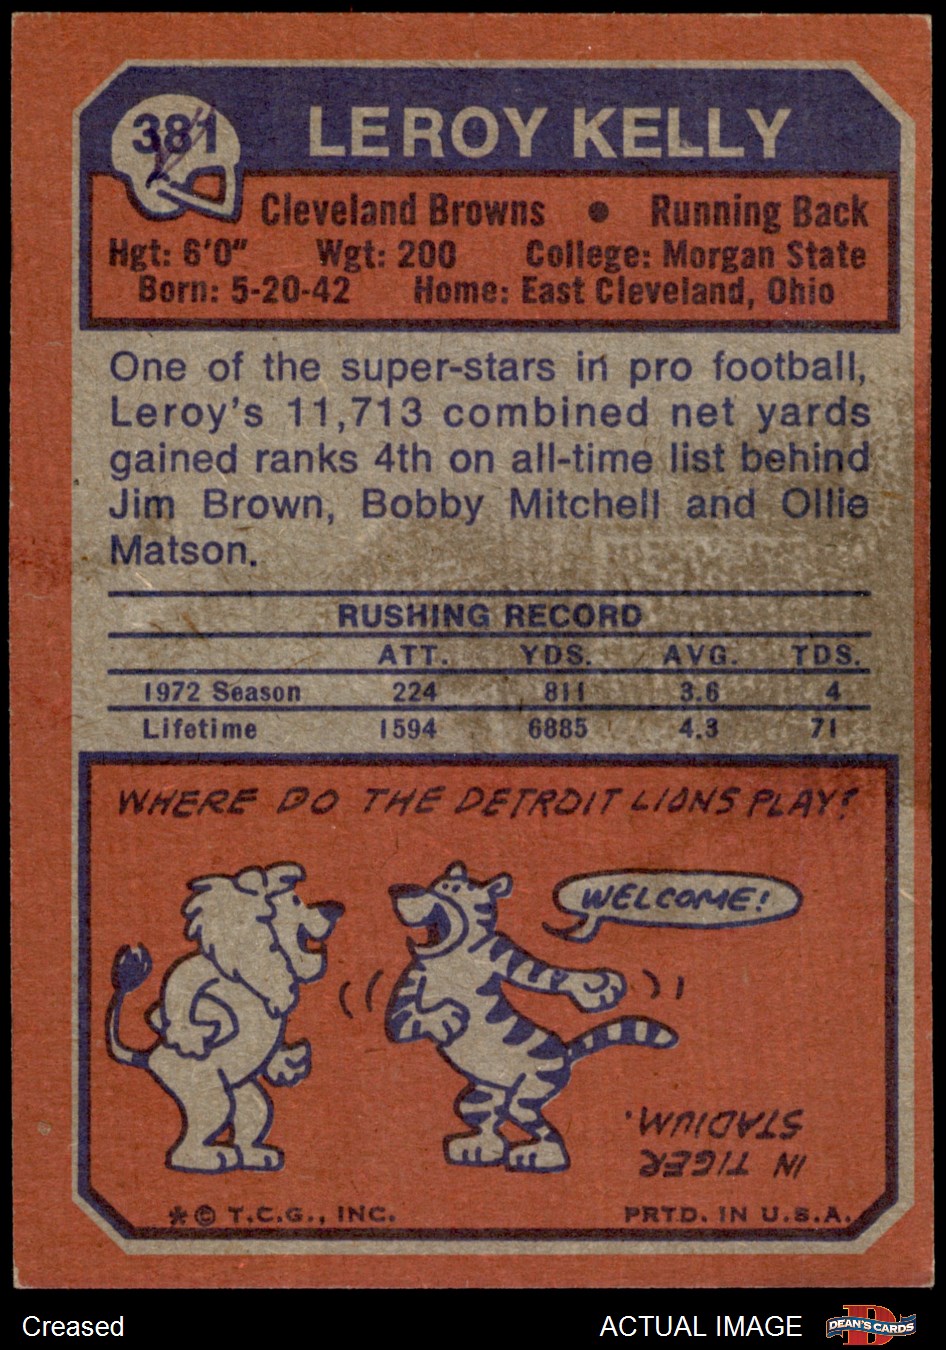 381
LEROY KELLY
Cleveland Browns • Running Back
Hgt: 6'0" Wgt: 200 College: Morgan State
Born: 5-20-42 Home: East Cleveland, Ohio
One of the super-stars in pro football,
Leroy's 11,713 combined net yards
gained ranks 4th on all-time list behind
Jim Brown, Bobby Mitchell and Ollie
Matson.
RUSHING RECORD
ATT. YDS. AVG. TDS.
1972 Season 224 811 3.6 4
Lifetime 1594 6885 4.3 71
WHERE DO THE DETROIT LIONS PLAY?
WELCOME!
IN TIGER
STADIUM.
*© T.C.G., INC. PRTD. IN U.S.A.
Creased ACTUAL IMAGE DEAN'S CARDS